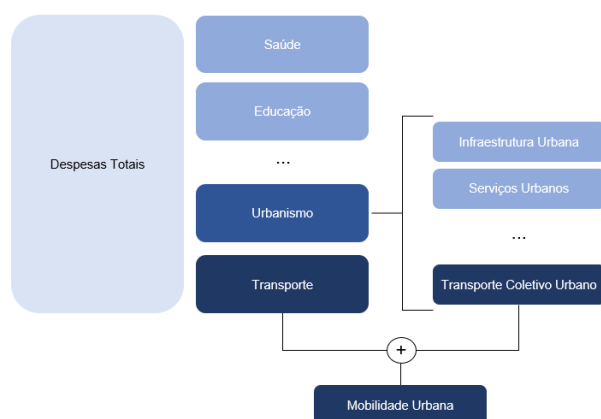 Despesas Totais
Saúde
Educação
...
Urbanismo
Transporte
Infraestrutura Urbana
Serviços Urbanos
...
Transporte Coletivo Urbano
+
Mobilidade Urbana